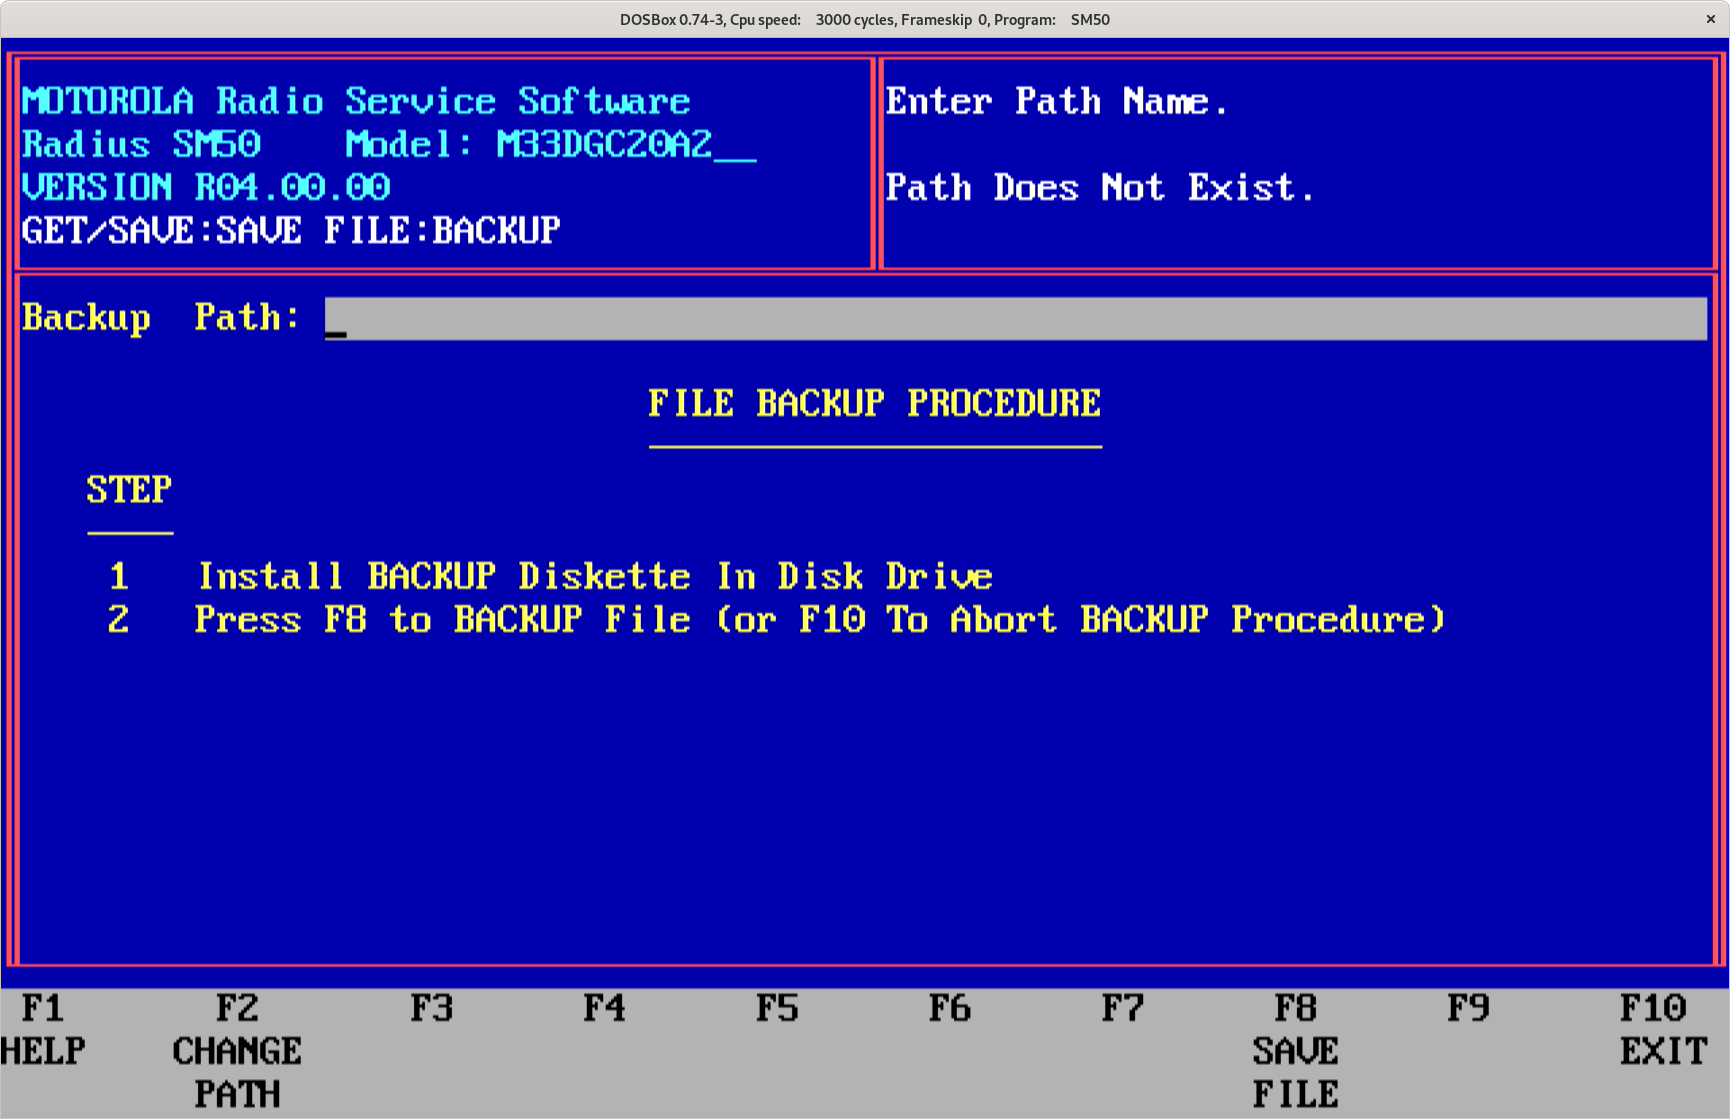 DOSBox 0.74-3, Cpu speed:    3000 cycles, Frameskip  0, Program:    SM50
×
MOTOROLA Radio Service Software
Radius SM50    Model: M33DGC20A2__
VERSION R04.00.00
GET/SAVE:SAVE FILE:BACKUP
Enter Path Name.
Path Does Not Exist.
Backup  Path: _
FILE BACKUP PROCEDURE
STEP
1   Install BACKUP Diskette In Disk Drive
2   Press F8 to BACKUP File (or F10 To Abort BACKUP Procedure)
F1 F2 F3 F4 F5 F6 F7 F8 F9 F10
HELP CHANGE SAVE EXIT
PATH FILE